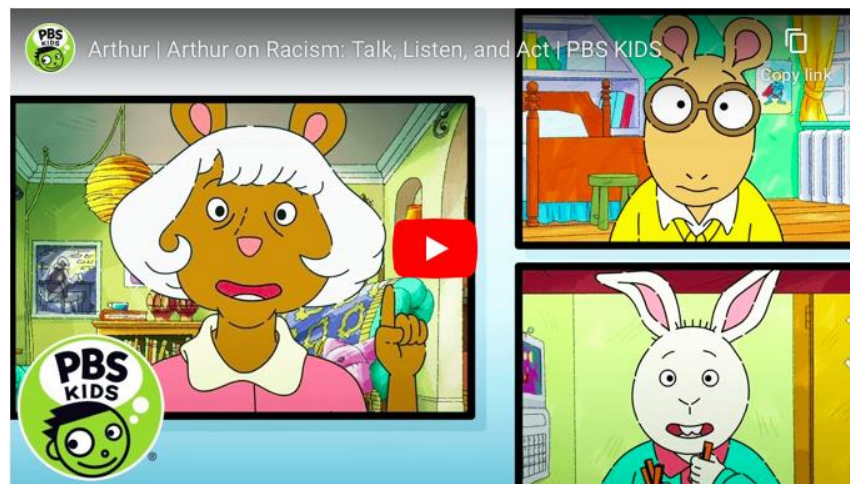 PBS
KIDS
Arthur | Arthur on Racism: Talk, Listen, and Act | PBS KIDS
Copy link
PBS
KIDS
®